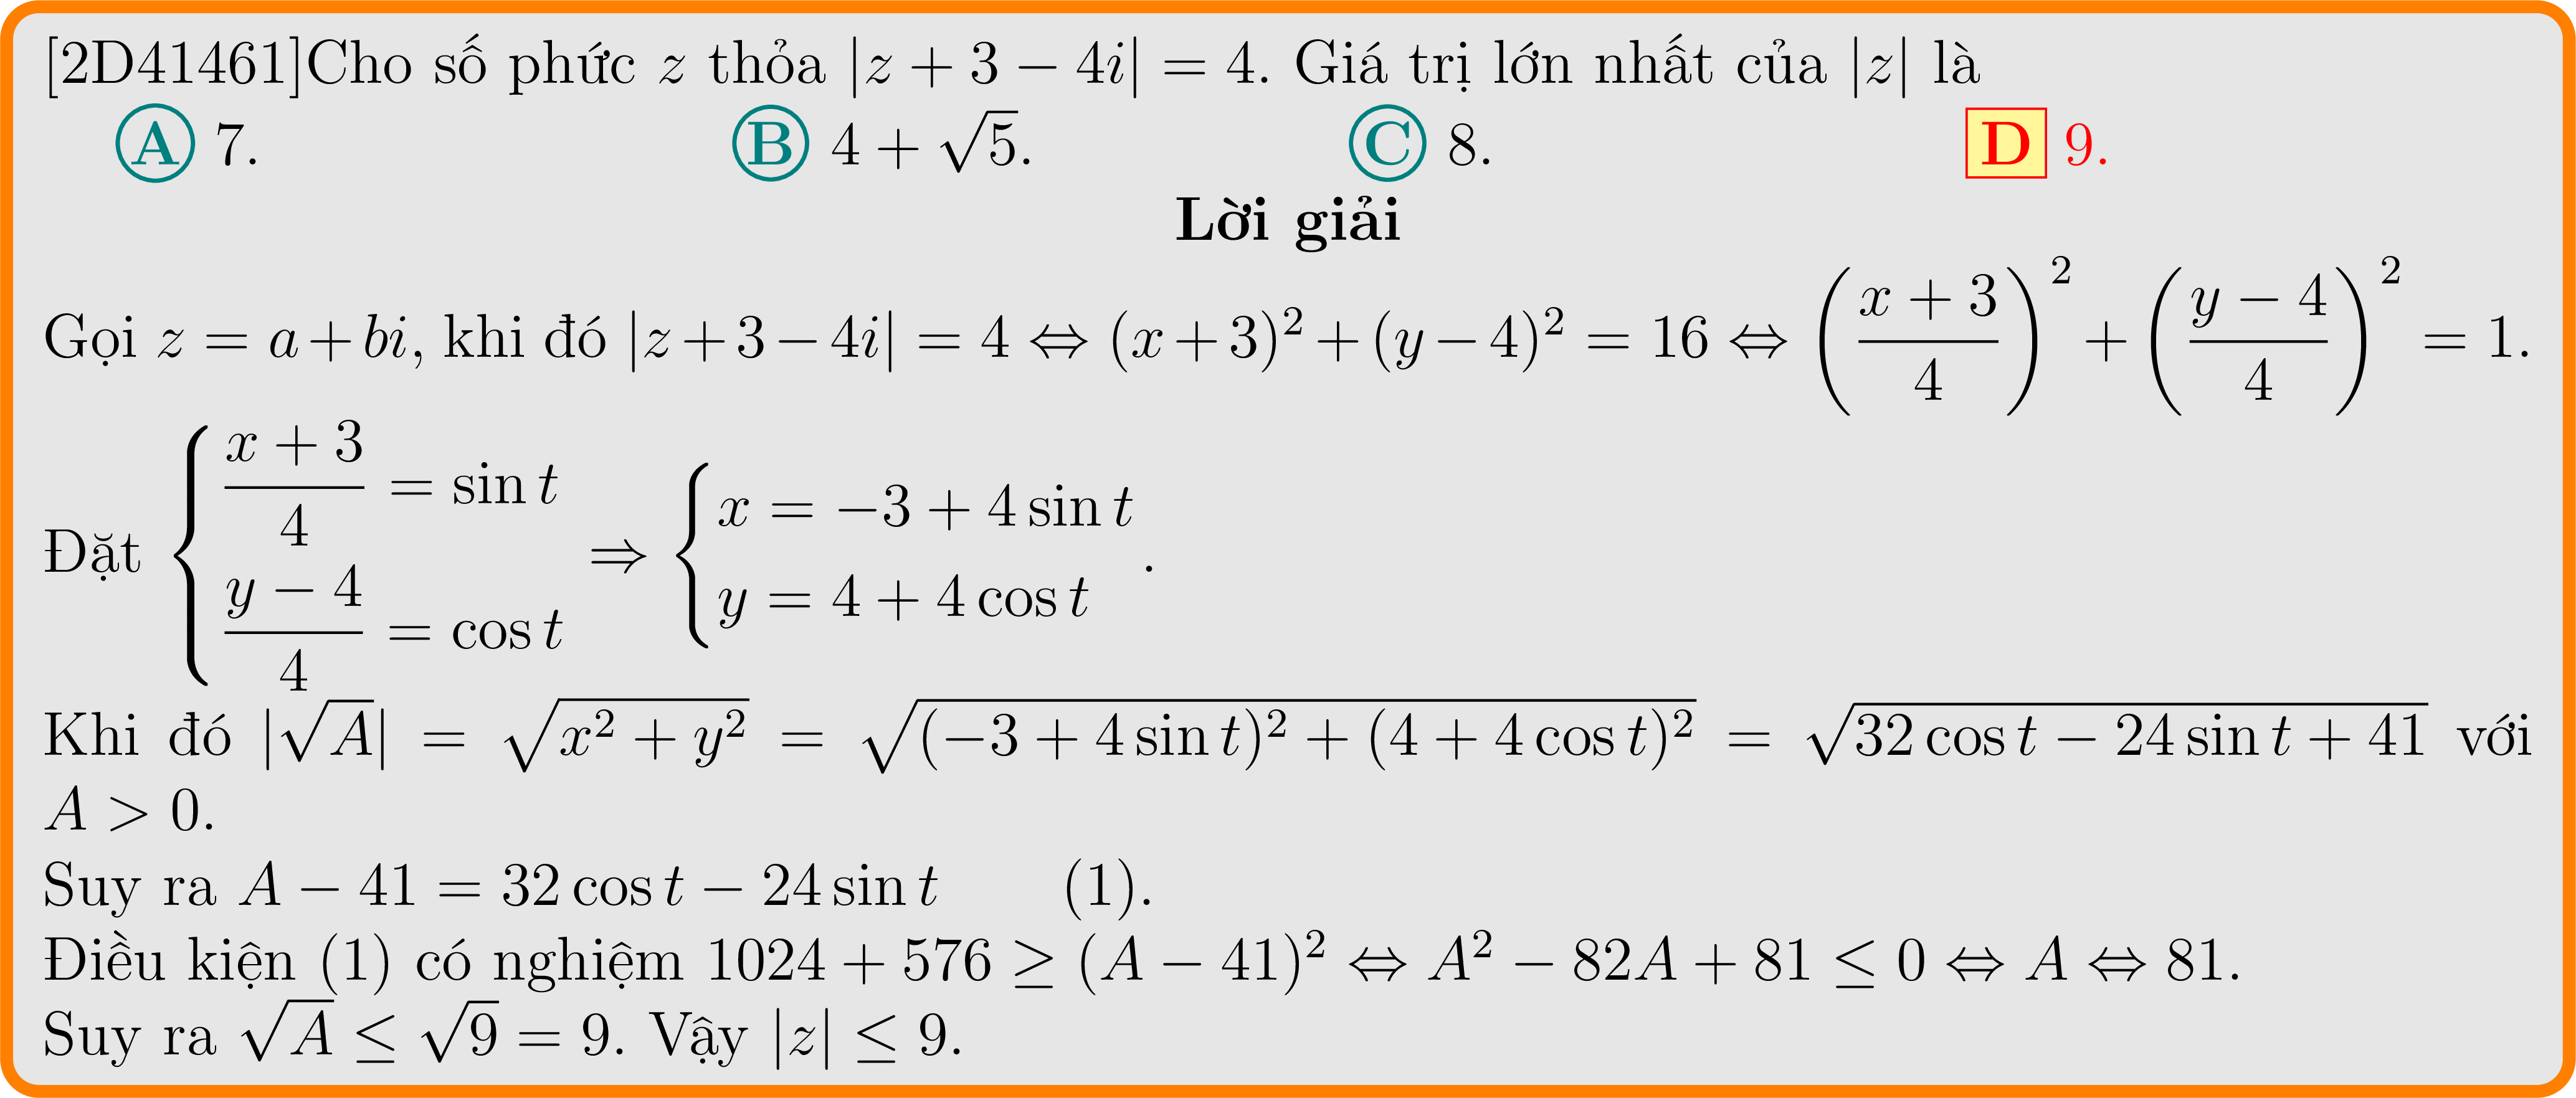 [2D41461]Cho số phức $z$ thỏa $|z + 3 - 4i| = 4$. Giá trị lớn nhất của $|z|$ là
A 7. B $4 + \sqrt{5}$. C 8. D 9.
Lời giải
Gọi $z = a + bi$, khi đó $|z + 3 - 4i| = 4 \Leftrightarrow (x + 3)^2 + (y - 4)^2 = 16 \Leftrightarrow \left(\dfrac{x + 3}{4}\right)^2 + \left(\dfrac{y - 4}{4}\right)^2 = 1$.
Đặt $\begin{cases} \dfrac{x + 3}{4} = \sin t \\ \dfrac{y - 4}{4} = \cos t \end{cases} \Rightarrow \begin{cases} x = -3 + 4\sin t \\ y = 4 + 4\cos t \end{cases}$.
Khi đó $|\sqrt{A}| = \sqrt{x^2 + y^2} = \sqrt{(-3 + 4\sin t)^2 + (4 + 4\cos t)^2} = \sqrt{32\cos t - 24\sin t + 41}$ với
$A > 0$.
Suy ra $A - 41 = 32\cos t - 24\sin t$ (1).
Điều kiện (1) có nghiệm $1024 + 576 \geq (A - 41)^2 \Leftrightarrow A^2 - 82A + 81 \leq 0 \Leftrightarrow A \Leftrightarrow 81$.
Suy ra $\sqrt{A} \leq \sqrt{9} = 9$. Vậy $|z| \leq 9$.